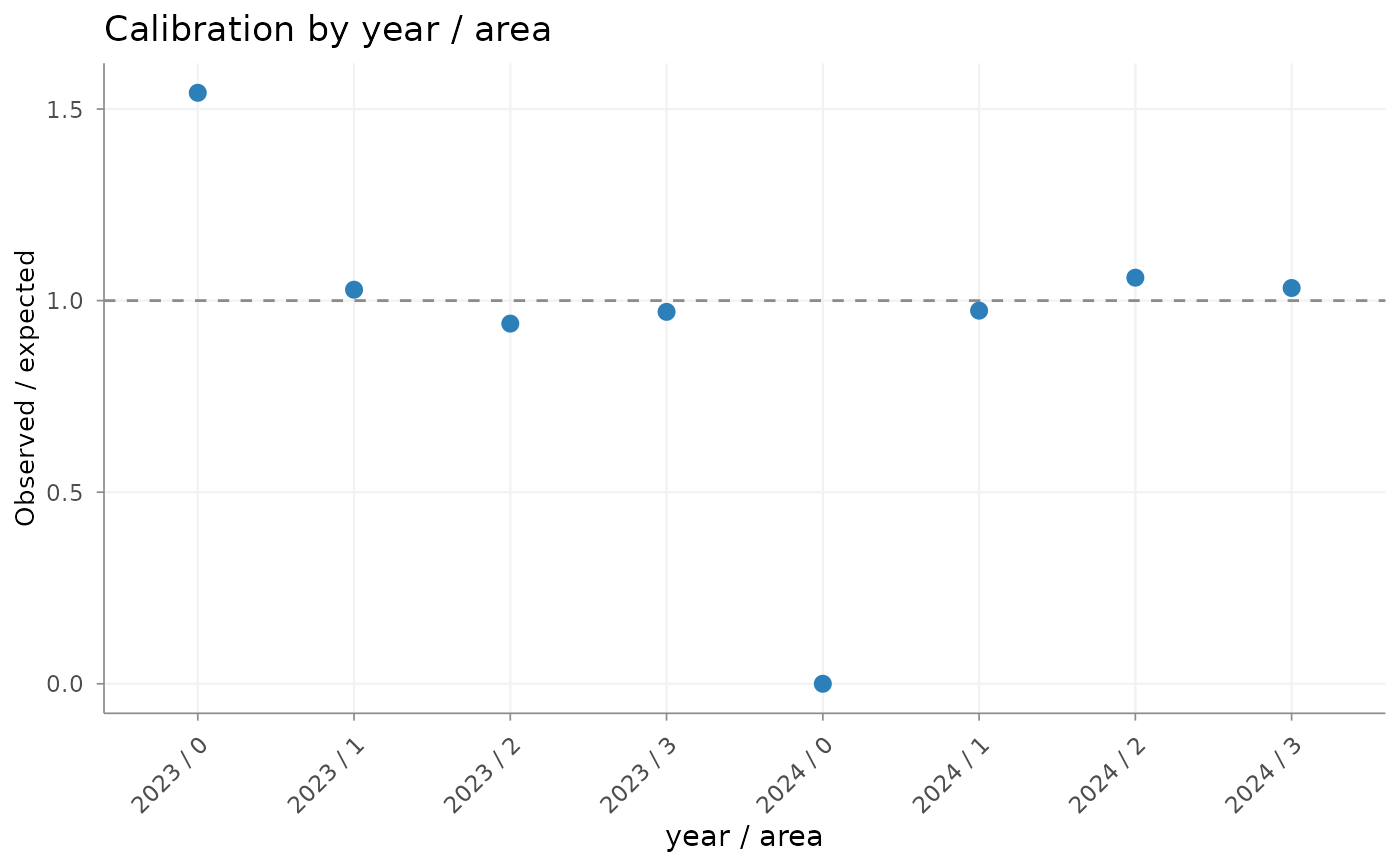 Calibration by year / area
Observed / expected
1.5
1.0
0.5
0.0
2023 / 0
2023 / 1
2023 / 2
2023 / 3
2024 / 0
2024 / 1
2024 / 2
2024 / 3
year / area